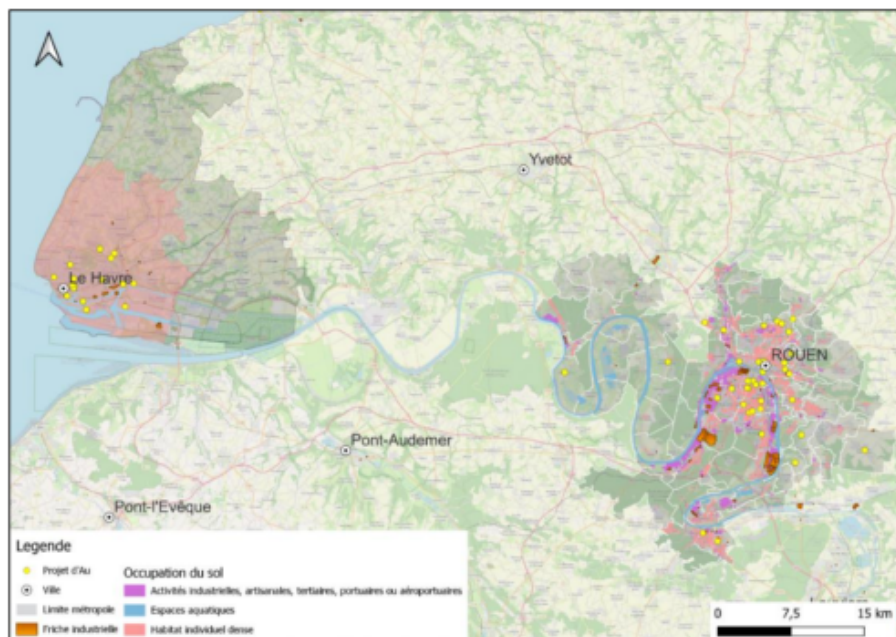 Yvetot
Le Havre
ROUEN
Pont-Audemer
Pont-l'Evêque
Legende
Projet d'Au
Ville
Limite métropole
Friche industrielle
Occupation du sol
Activités industrielles, artisanales, tertiaires, portuaires ou aéroportuaires
Espaces aquatiques
Habitat individuel dense
0 7,5 15 km